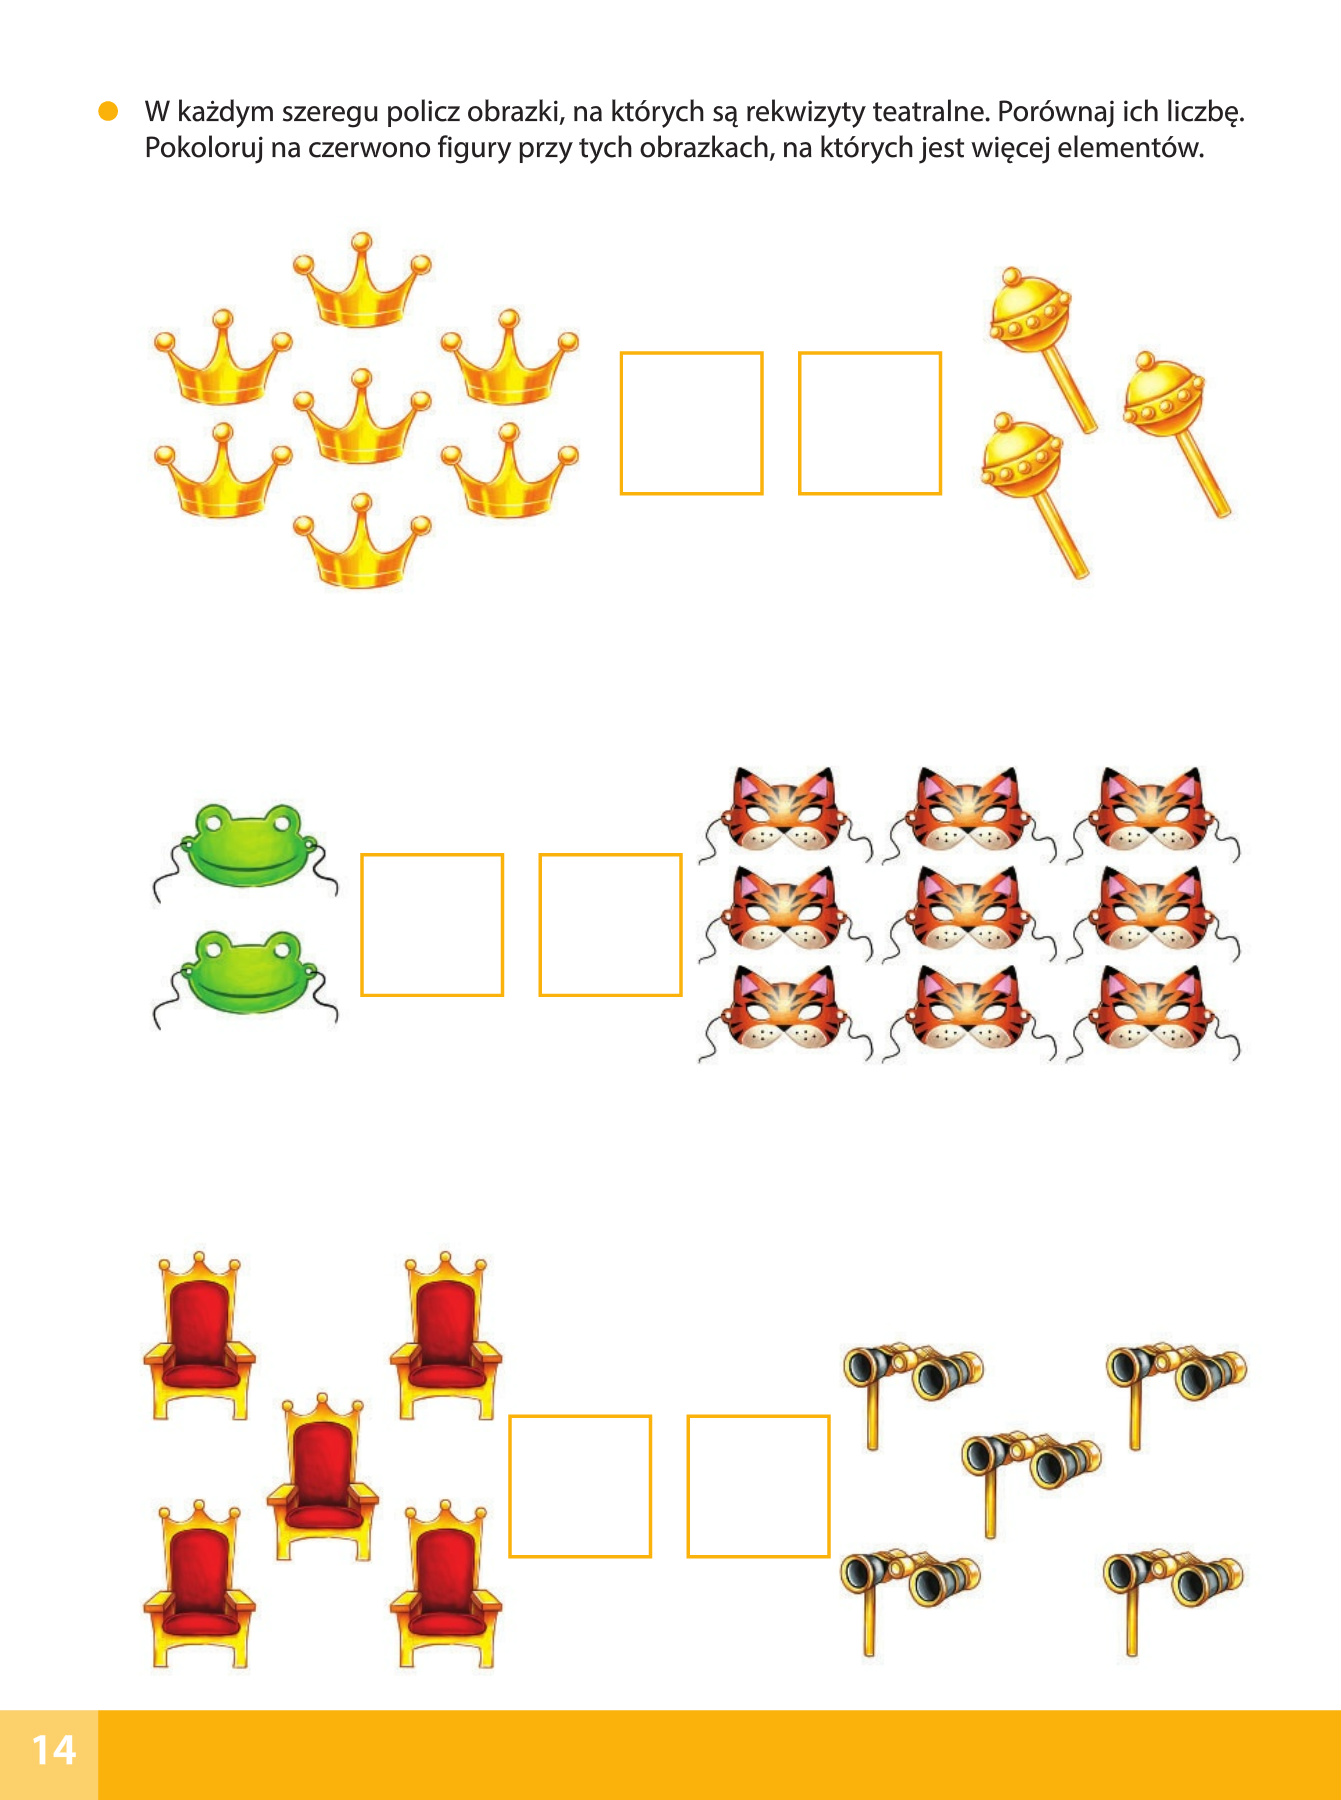 W każdym szeregu policz obrazki, na których są rekwizyty teatralne. Porównaj ich liczbę.
Pokoloruj na czerwono figury przy tych obrazkach, na których jest więcej elementów.
14